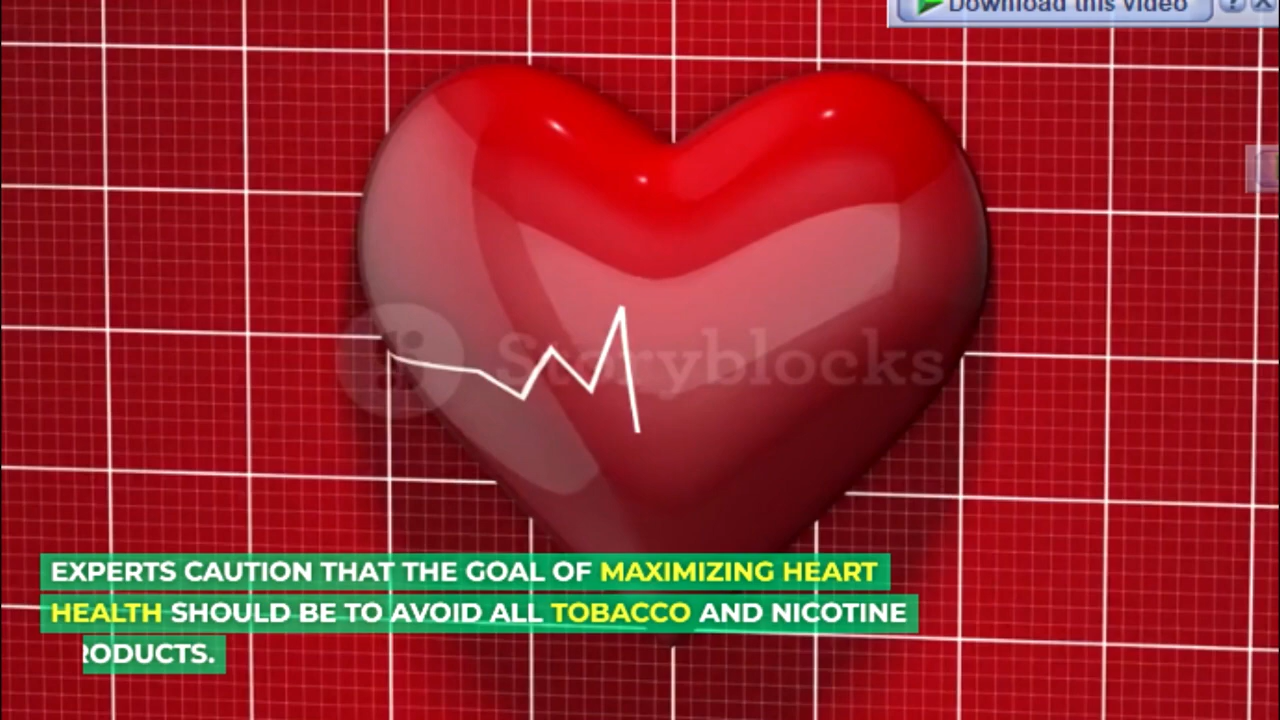 Download this video
Storyblocks
EXPERTS CAUTION THAT THE GOAL OF MAXIMIZING HEART
HEALTH SHOULD BE TO AVOID ALL TOBACCO AND NICOTINE
RODUCTS.